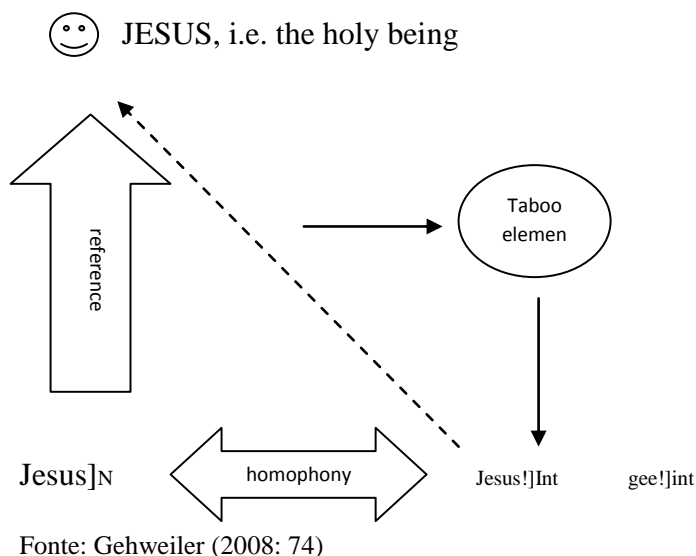 JESUS, i.e. the holy being
Taboo
elemen
reference
Jesus]N
homophony
Jesus!]Int
gee!]int
Fonte: Gehweiler (2008: 74)